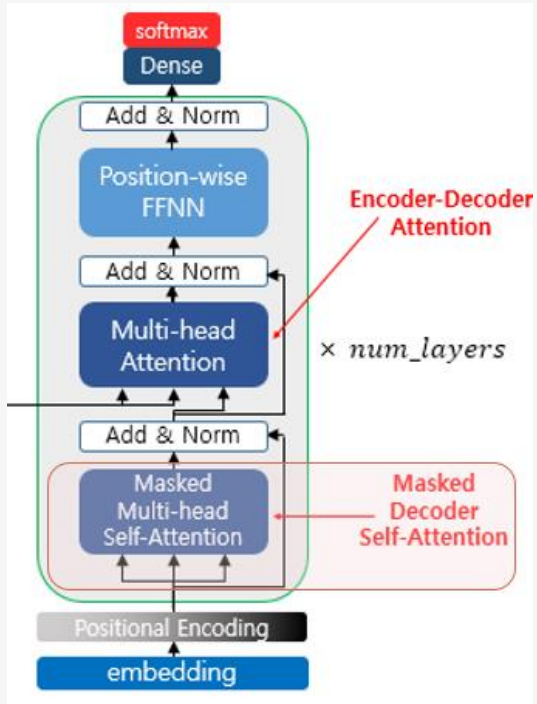 softmax
Dense
Add & Norm
Position-wise
FFNN
Encoder-Decoder
Attention
Add & Norm
Multi-head
Attention
× num_layers
Add & Norm
Masked
Multi-head
Self-Attention
Masked
Decoder
Self-Attention
Positional Encoding
embedding